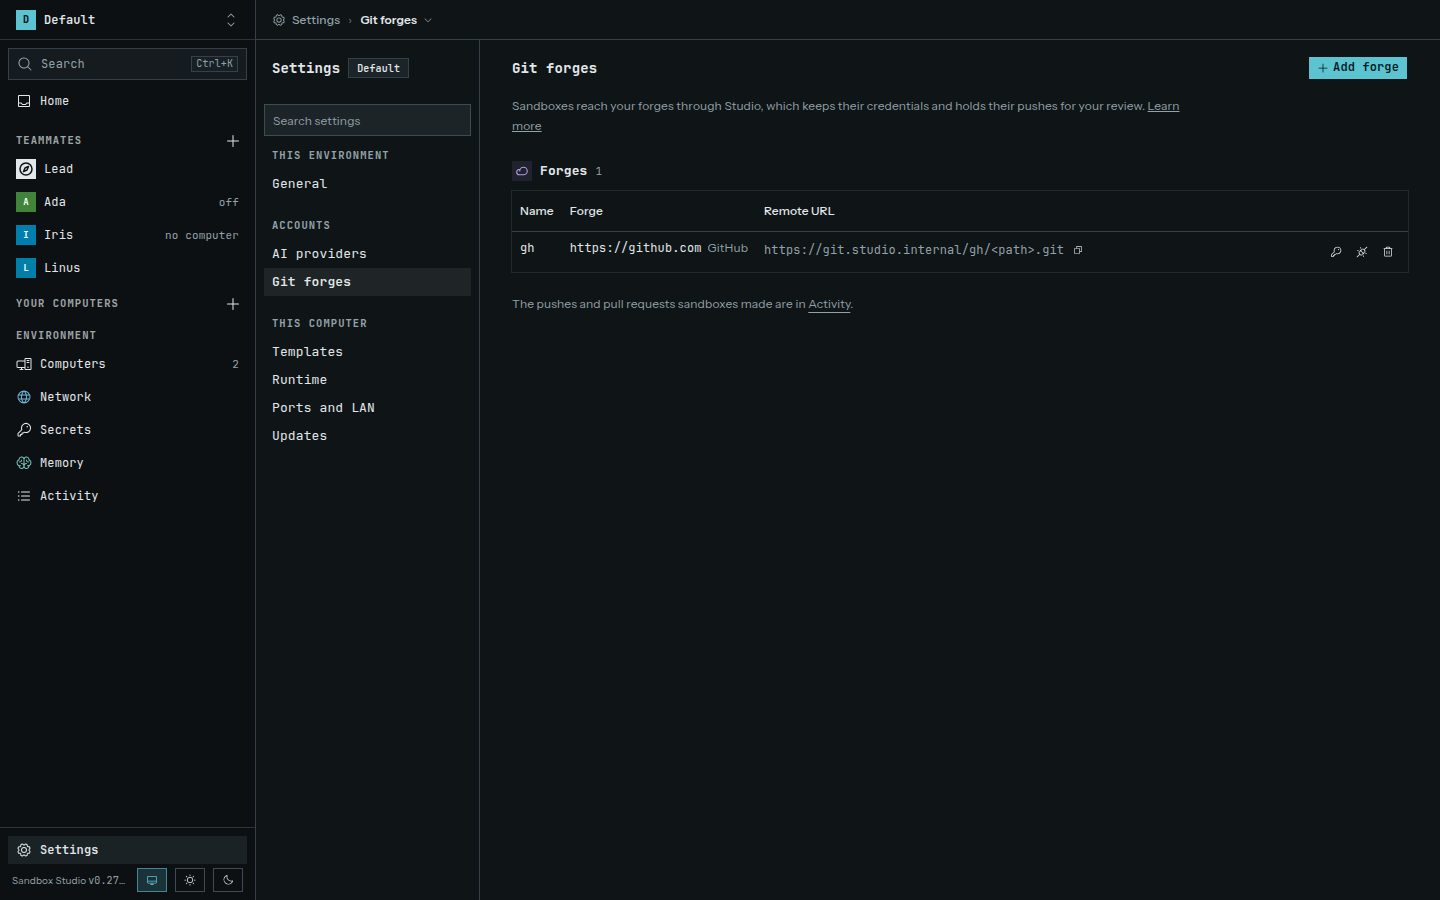 D Default
Search Ctrl+K
Home
TEAMMATES
Lead
A Ada off
I Iris no computer
L Linus
YOUR COMPUTERS
ENVIRONMENT
Computers 2
Network
Secrets
Memory
Activity
Settings
Sandbox Studio v0.27…
Settings › Git forges
Settings Default
Search settings
THIS ENVIRONMENT
General
ACCOUNTS
AI providers
Git forges
THIS COMPUTER
Templates
Runtime
Ports and LAN
Updates
Git forges
+ Add forge
Sandboxes reach your forges through Studio, which keeps their credentials and holds their pushes for your review. Learn
more
Forges 1
Name Forge Remote URL
gh https://github.com GitHub https://git.studio.internal/gh/<path>.git
The pushes and pull requests sandboxes made are in Activity.